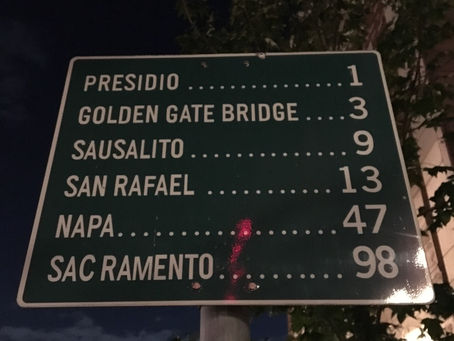 PRESIDIO ............... 1
GOLDEN GATE BRIDGE .... 3
SAUSALITO ............... 9
SAN RAFAEL ............ 13
NAPA..................... 47
SAC RAMENTO .......... 98